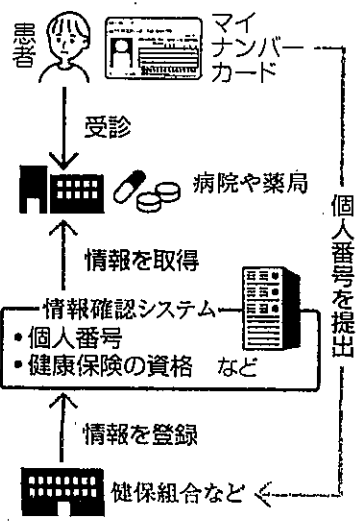 患者
マイ
ナンバー
カード
受診
病院や薬局
個人番号を提出
情報を取得
情報確認システム
・個人番号
・健康保険の資格 など
情報を登録
健保組合など